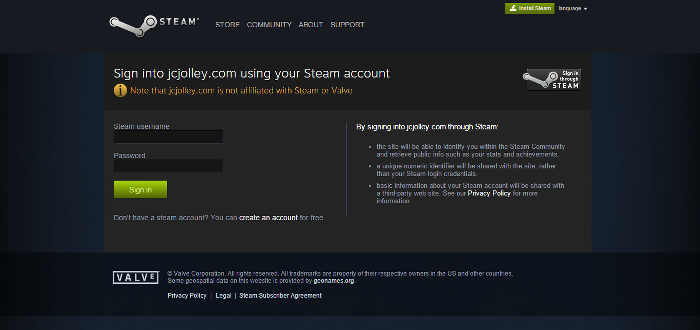 Install Steam
language
STEAM™
STORE COMMUNITY ABOUT SUPPORT
Sign into jcjolley.com using your Steam account
Note that jcjolley.com is not affiliated with Steam or Valve
Sign in
through
STEAM
Steam username
Password
Sign in
Don't have a steam account? You can create an account for free
By signing into jcjolley.com through Steam:
the site will be able to identify you within the Steam Community
and retrieve public info such as your stats and achievements.
a unique numeric identifier will be shared with the site, rather
than your Steam login credentials.
basic information about your Steam account will be shared with
a third-party web site. See our Privacy Policy for more
information
VALVE
© Valve Corporation. All rights reserved. All trademarks are property of their respective owners in the US and other countries.
Some geospatial data on this website is provided by geonames.org.
Privacy Policy | Legal | Steam Subscriber Agreement